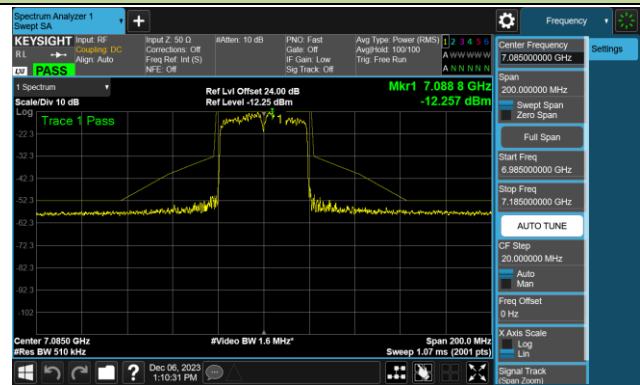 Spectrum Analyzer 1
Swept SA
+
Frequency
KEYSIGHT
RL
LXI
PASS
Input: RF
Coupling: DC
Align: Auto
Input Z: 50 Ω
Corrections: Off
Freq Ref: Int (S)
NFE: Off
#Atten: 10 dB
PNO: Fast
Gate: Off
IF Gain: Low
Sig Track: Off
Avg Type: Power (RMS)
Avg|Hold: 100/100
Trig: Free Run
1 2 3 4 5 6
A W W W W W
A N N N N N
1 Spectrum
Scale/Div 10 dB
Ref Lvl Offset 24.00 dB
Ref Level -12.25 dBm
Mkr1 7.088 8 GHz
-12.257 dBm
Log
Trace 1 Pass
1
-22.3
-32.3
-42.3
-52.3
-62.3
-72.3
-82.3
-92.3
-102
Center 7.0850 GHz
#Res BW 510 kHz
#Video BW 1.6 MHz*
Span 200.0 MHz
Sweep 1.07 ms (2001 pts)
Dec 06, 2023
1:10:31 PM
?
Center Frequency
7.085000000 GHz
Settings
Span
200.000000 MHz
Swept Span
Zero Span
Full Span
Start Freq
6.985000000 GHz
Stop Freq
7.185000000 GHz
AUTO TUNE
CF Step
20.000000 MHz
Auto
Man
Freq Offset
0 Hz
X Axis Scale
Log
Lin
Signal Track
(Span Zoom)